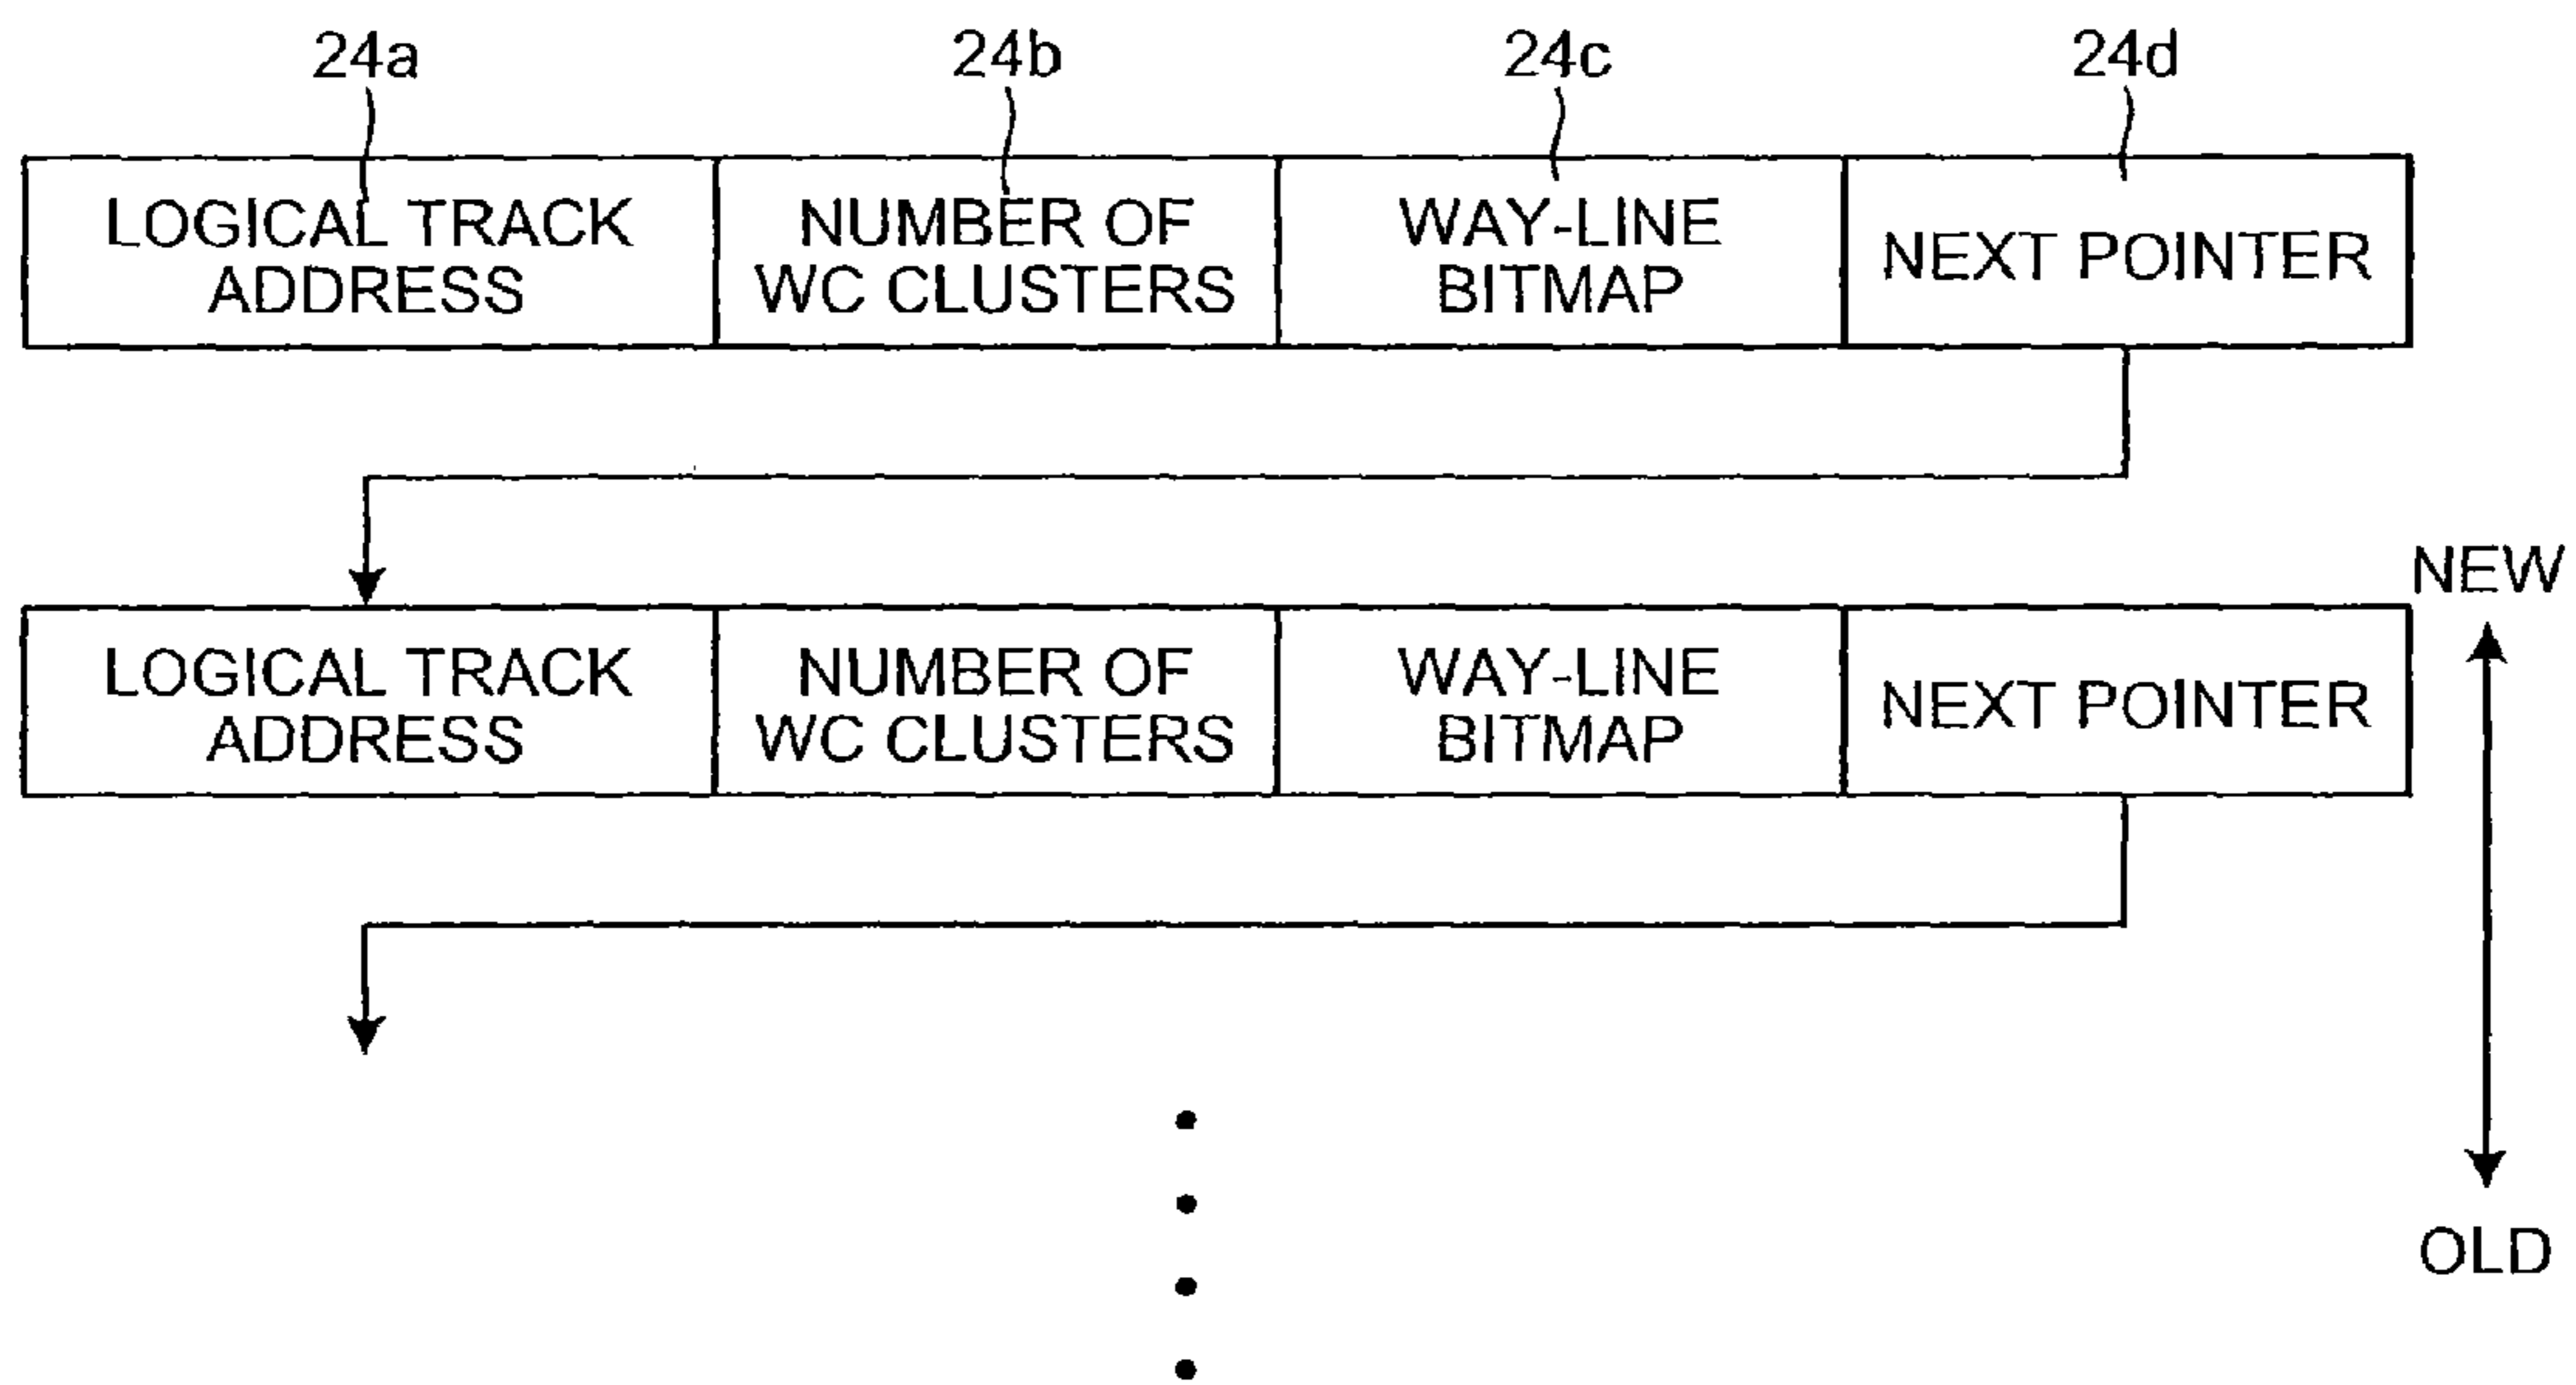 24a 24b 24c 24d
LOGICAL TRACK ADDRESS
NUMBER OF WC CLUSTERS
WAY-LINE BITMAP
NEXT POINTER
NEW
LOGICAL TRACK ADDRESS
NUMBER OF WC CLUSTERS
WAY-LINE BITMAP
NEXT POINTER
OLD